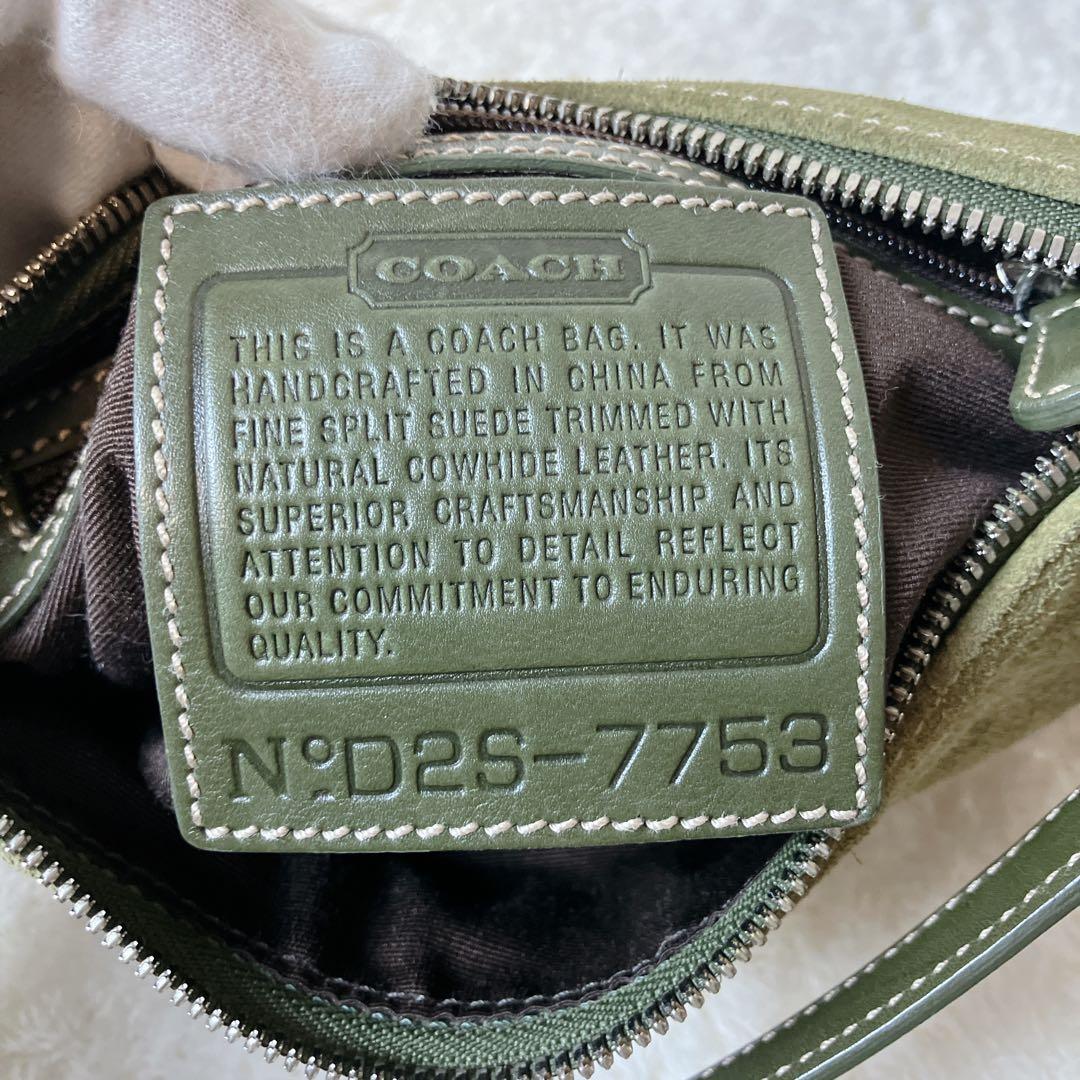 COACH
THIS IS A COACH BAG. IT WAS
HANDCRAFTED IN CHINA FROM
FINE SPLIT SUEDE TRIMMED WITH
NATURAL COWHIDE LEATHER. ITS
SUPERIOR CRAFTSMANSHIP AND
ATTENTION TO DETAIL REFLECT
OUR COMMITMENT TO ENDURING
QUALITY.
Nº.D2S-7753